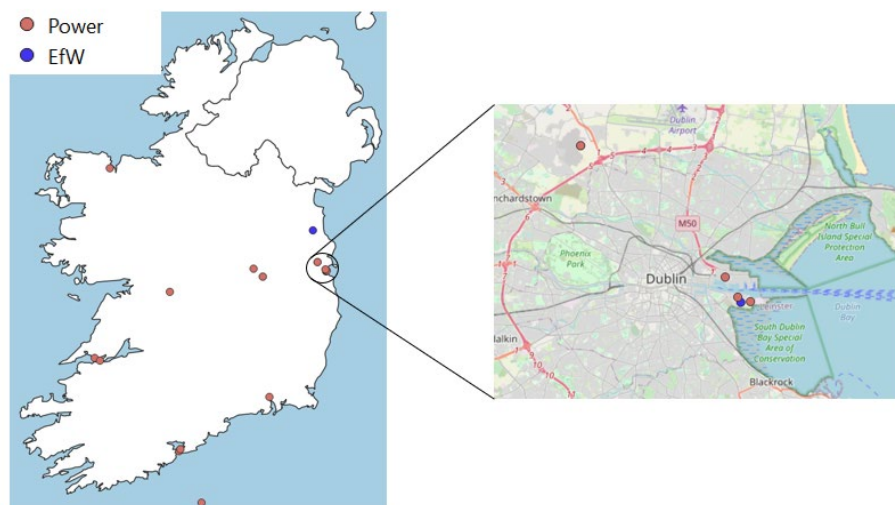 Power
EfW
Dublin
Airport
nchardstown
M50
North Bull
Island Special
Protection
Area
Phoenix
Park
Dublin
Dublin
Bay
South Dublin
Bay Special
Area of
Conservation
Blackrock